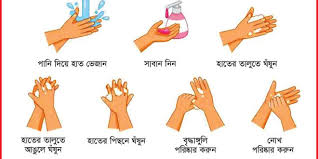 পানি দিয়ে হাত ভেজান
সাবান নিন
হাতের তালুতে ঘষুন
হাতের তালুতে
আঙুলে ঘষুন
হাতের পিছনে ঘষুন
বৃদ্ধাঙ্গুলি
পরিষ্কার করুন
নোখ
পরিষ্কার করুন